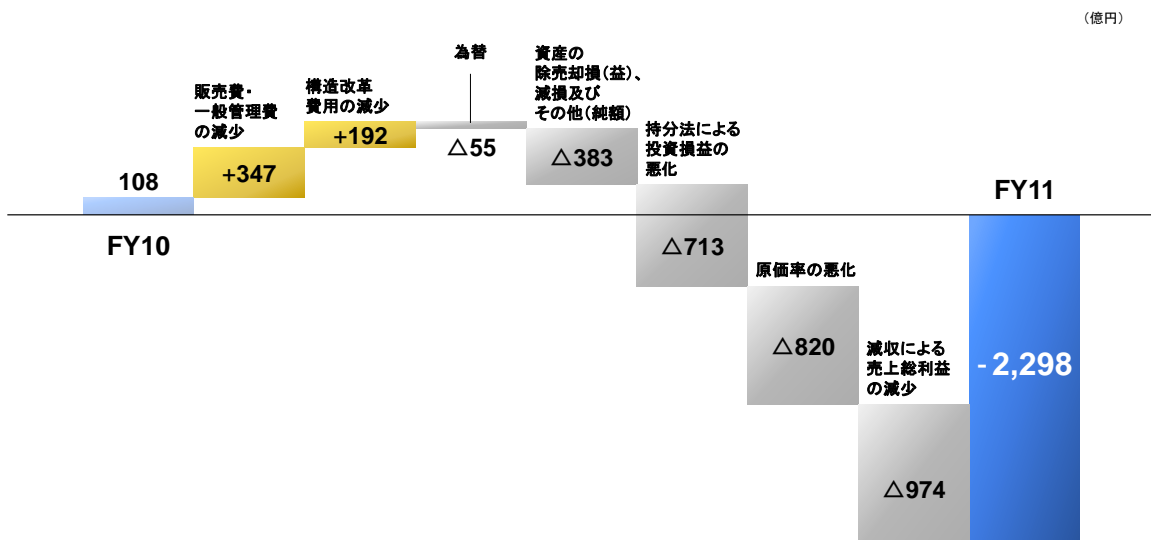 （億円）
108
FY10
販売費・
一般管理費
の減少
+347
構造改革
費用の減少
+192
為替
△55
資産の
除売却損（益）、
減損及び
その他（純額）
△383
持分法による
投資損益の
悪化
△713
原価率の悪化
△820
減収による
売上総利益
の減少
△974
FY11
- 2,298